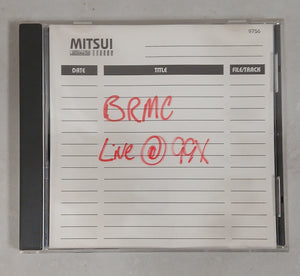 9756
MITSUI
DATE TITLE FILE/TRACK
BRMC
Live @ 99X